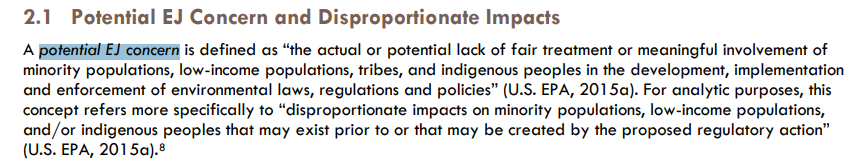 2.1 Potential EJ Concern and Disproportionate Impacts
A potential EJ concern is defined as “the actual or potential lack of fair treatment or meaningful involvement of
minority populations, low-income populations, tribes, and indigenous peoples in the development, implementation
and enforcement of environmental laws, regulations and policies” (U.S. EPA, 2015a). For analytic purposes, this
concept refers more specifically to “disproportionate impacts on minority populations, low-income populations,
and/or indigenous peoples that may exist prior to or that may be created by the proposed regulatory action”
(U.S. EPA, 2015a).⁸